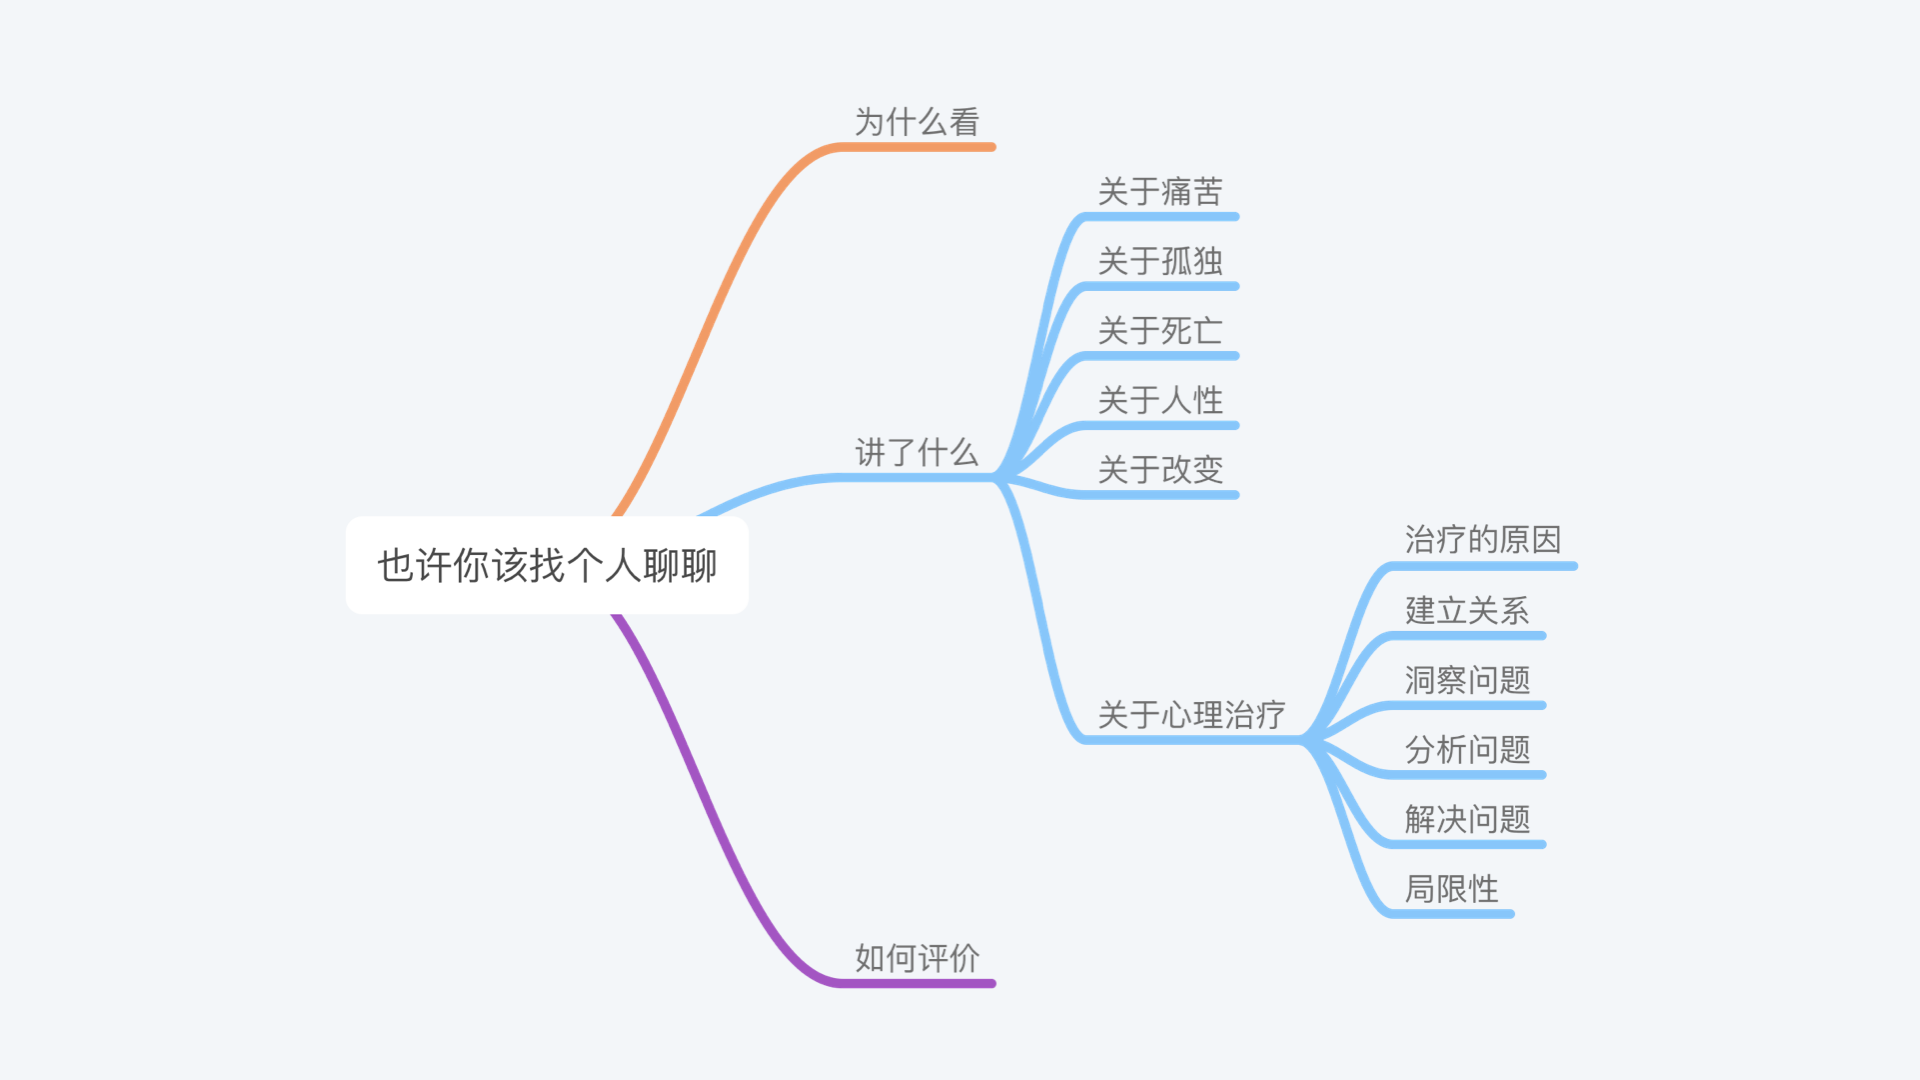 为什么看
关于痛苦
关于孤独
关于死亡
关于人性
讲了什么
关于改变
治疗的原因
也许你该找个人聊聊
建立关系
洞察问题
关于心理治疗
分析问题
解决问题
局限性
如何评价